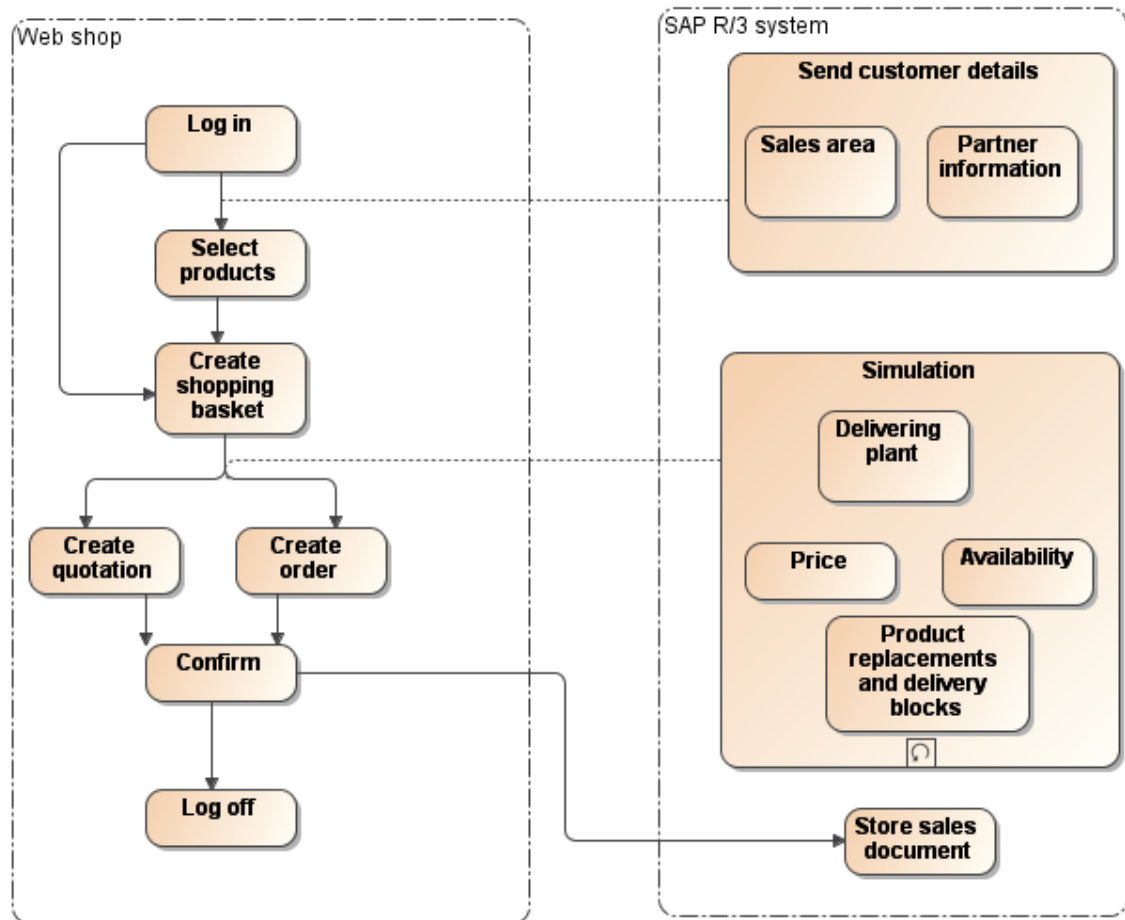 Web shop
Log in
Select
products
Create
shopping
basket
Create
quotation
Create
order
Confirm
Log off
SAP R/3 system
Send customer details
Sales area
Partner
information
Simulation
Delivering
plant
Price
Availability
Product
replacements
and delivery
blocks
Store sales
document